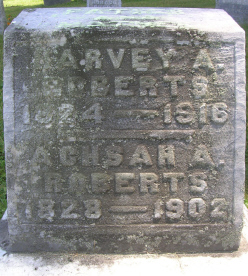 HARVEY A.
ROBERTS
1824 — 1916
ACHSAH A.
ROBERTS
1828 — 1902